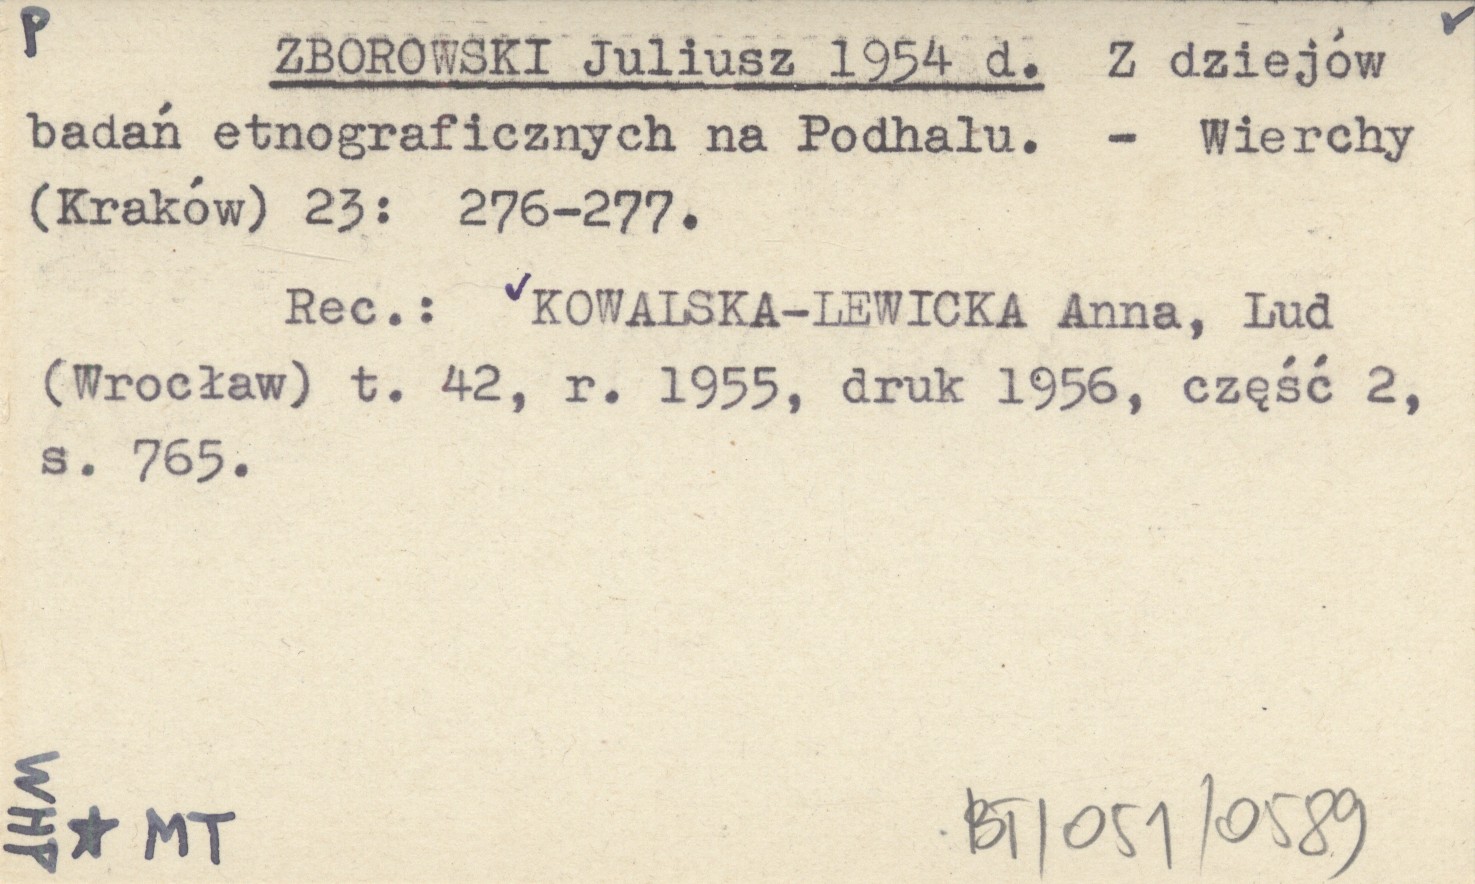 P
ZBOROWSKI Juliusz 1954 d. Z dziejów
badań etnograficznych na Podhalu. - Wierchy
(Kraków) 23: 276-277.
Rec.: ✓KOWALSKA-LEWICKA Anna, Lud
(Wrocław) t. 42, r. 1955, druk 1956, część 2,
s. 765.
WHP
★ MT
BT/051/0589